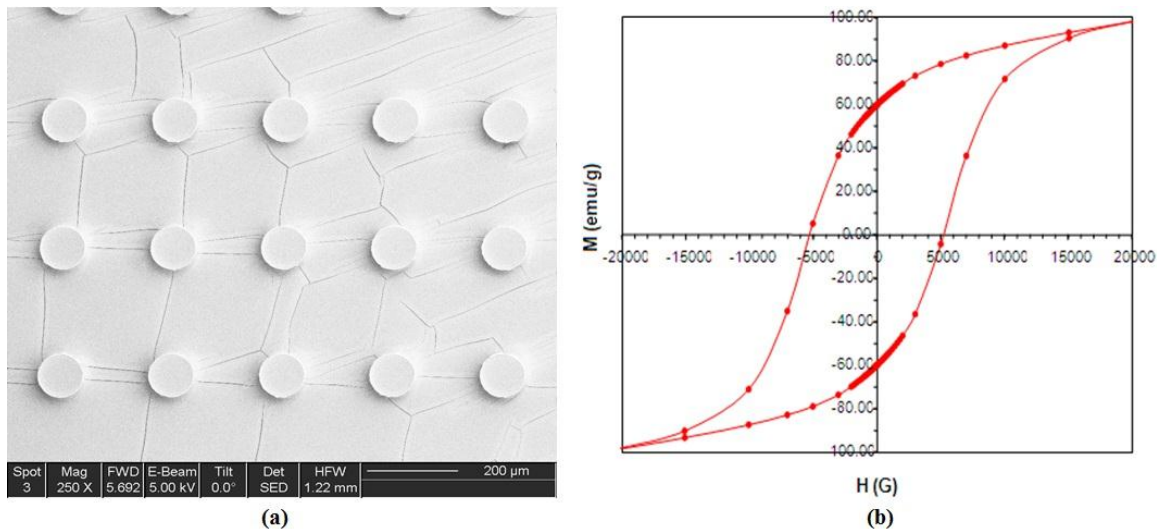 Spot Mag FWD E-Beam Tilt Det HFW 200 µm
3 250 X 5.692 5.00 kV 0.0° SED 1.22 mm
(a)
100.00
80.00
60.00
40.00
20.00
0.00
-20000 -15000 -10000 -5000 0 5000 10000 15000 20000
-20.00
-40.00
-60.00
-80.00
-100.00
M (emu/g)
H (G)
(b)